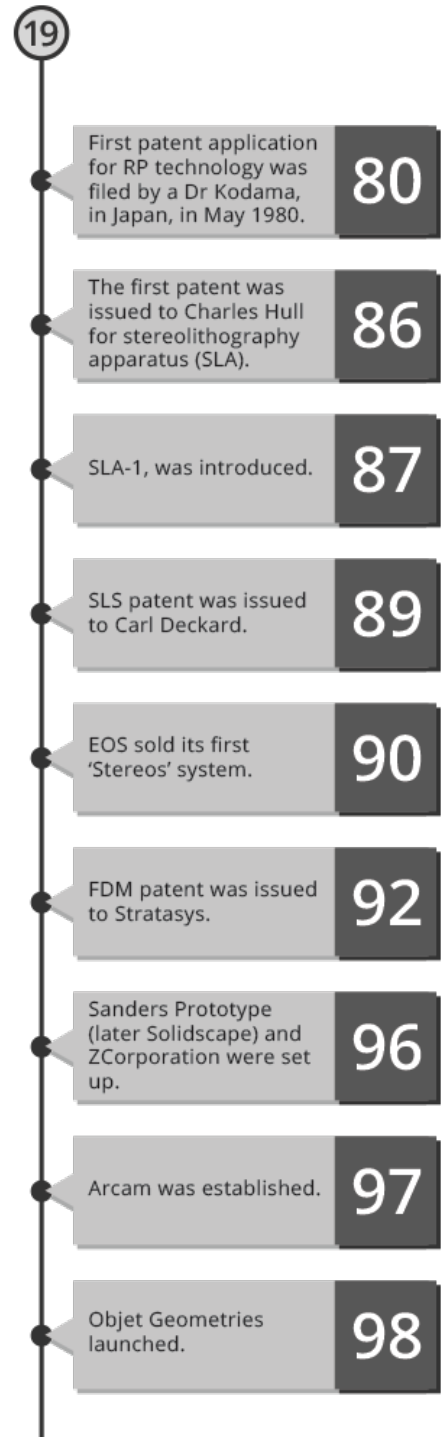 19
First patent application
for RP technology was
filed by a Dr Kodama,
in Japan, in May 1980.
80
The first patent was
issued to Charles Hull
for stereolithography
apparatus (SLA).
86
SLA-1, was introduced.
87
SLS patent was issued
to Carl Deckard.
89
EOS sold its first
‘Stereos’ system.
90
FDM patent was issued
to Stratasys.
92
Sanders Prototype
(later Solidscape) and
ZCorporation were set
up.
96
Arcam was established.
97
Objet Geometries
launched.
98